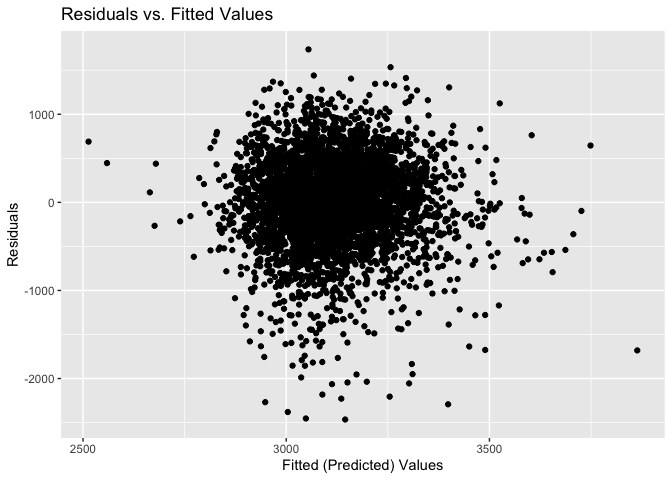 Residuals vs. Fitted Values
1000
0
-1000
-2000
Residuals
2500
3000
3500
Fitted (Predicted) Values